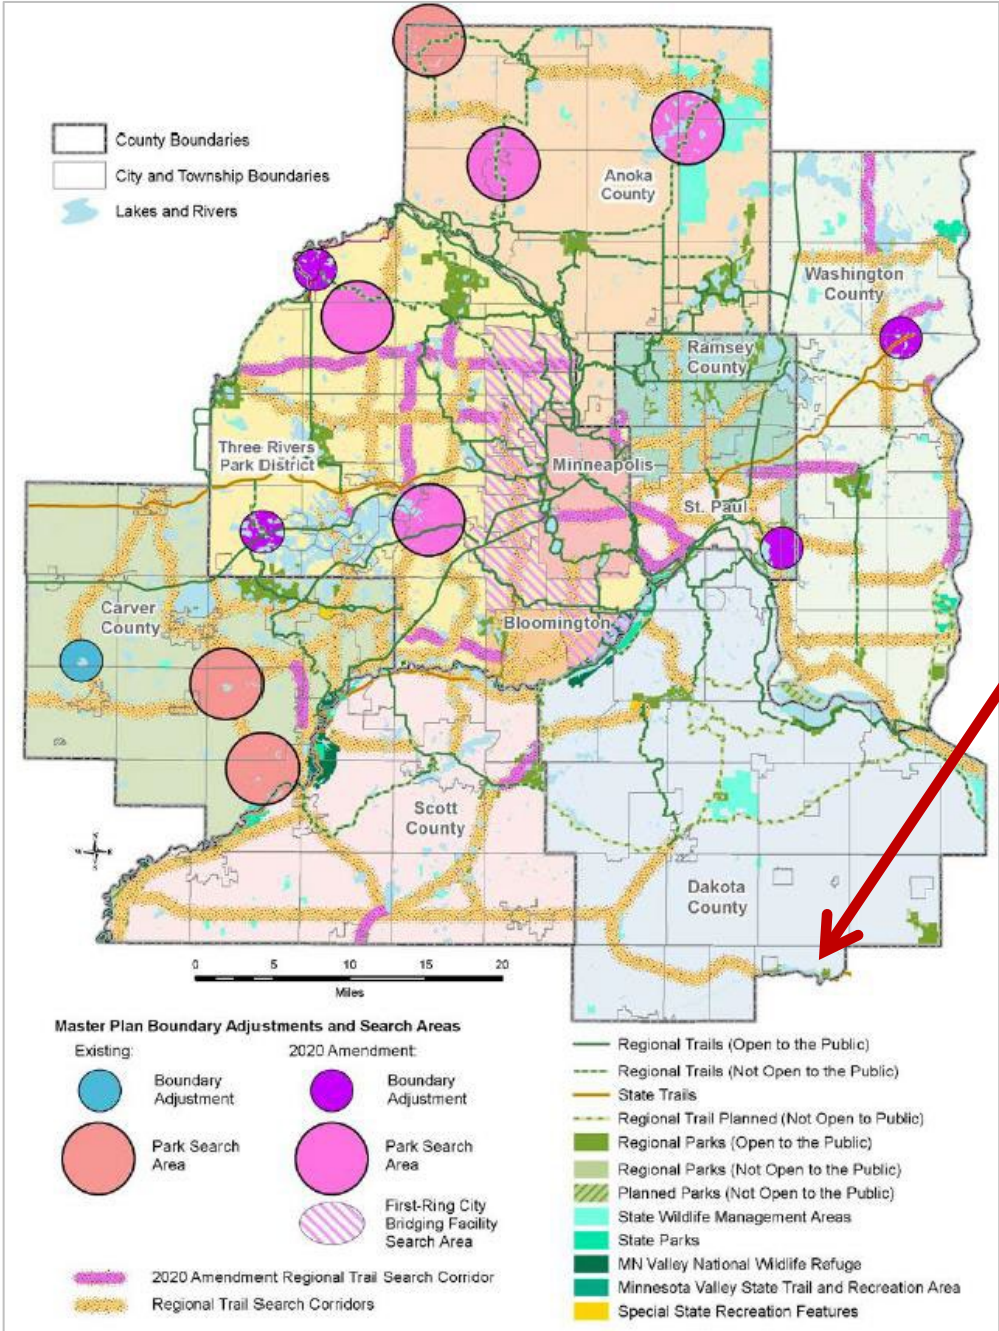 County Boundaries
City and Township Boundaries
Lakes and Rivers
Anoka
County
Washington
County
Ramsey
County
Three Rivers
Park District
Minneapolis
St. Paul
Carver
County
Bloomington
Scott
County
Dakota
County
N
W
E
S
0 5 10 15 20
Miles
Master Plan Boundary Adjustments and Search Areas
Existing:
Boundary
Adjustment
Park Search
Area
2020 Amendment:
Boundary
Adjustment
Park Search
Area
First-Ring City
Bridging Facility
Search Area
2020 Amendment Regional Trail Search Corridor
Regional Trail Search Corridors
Regional Trails (Open to the Public)
Regional Trails (Not Open to the Public)
State Trails
Regional Trail Planned (Not Open to Public)
Regional Parks (Open to the Public)
Regional Parks (Not Open to the Public)
Planned Parks (Not Open to the Public)
State Wildlife Management Areas
State Parks
MN Valley National Wildlife Refuge
Minnesota Valley State Trail and Recreation Area
Special State Recreation Features